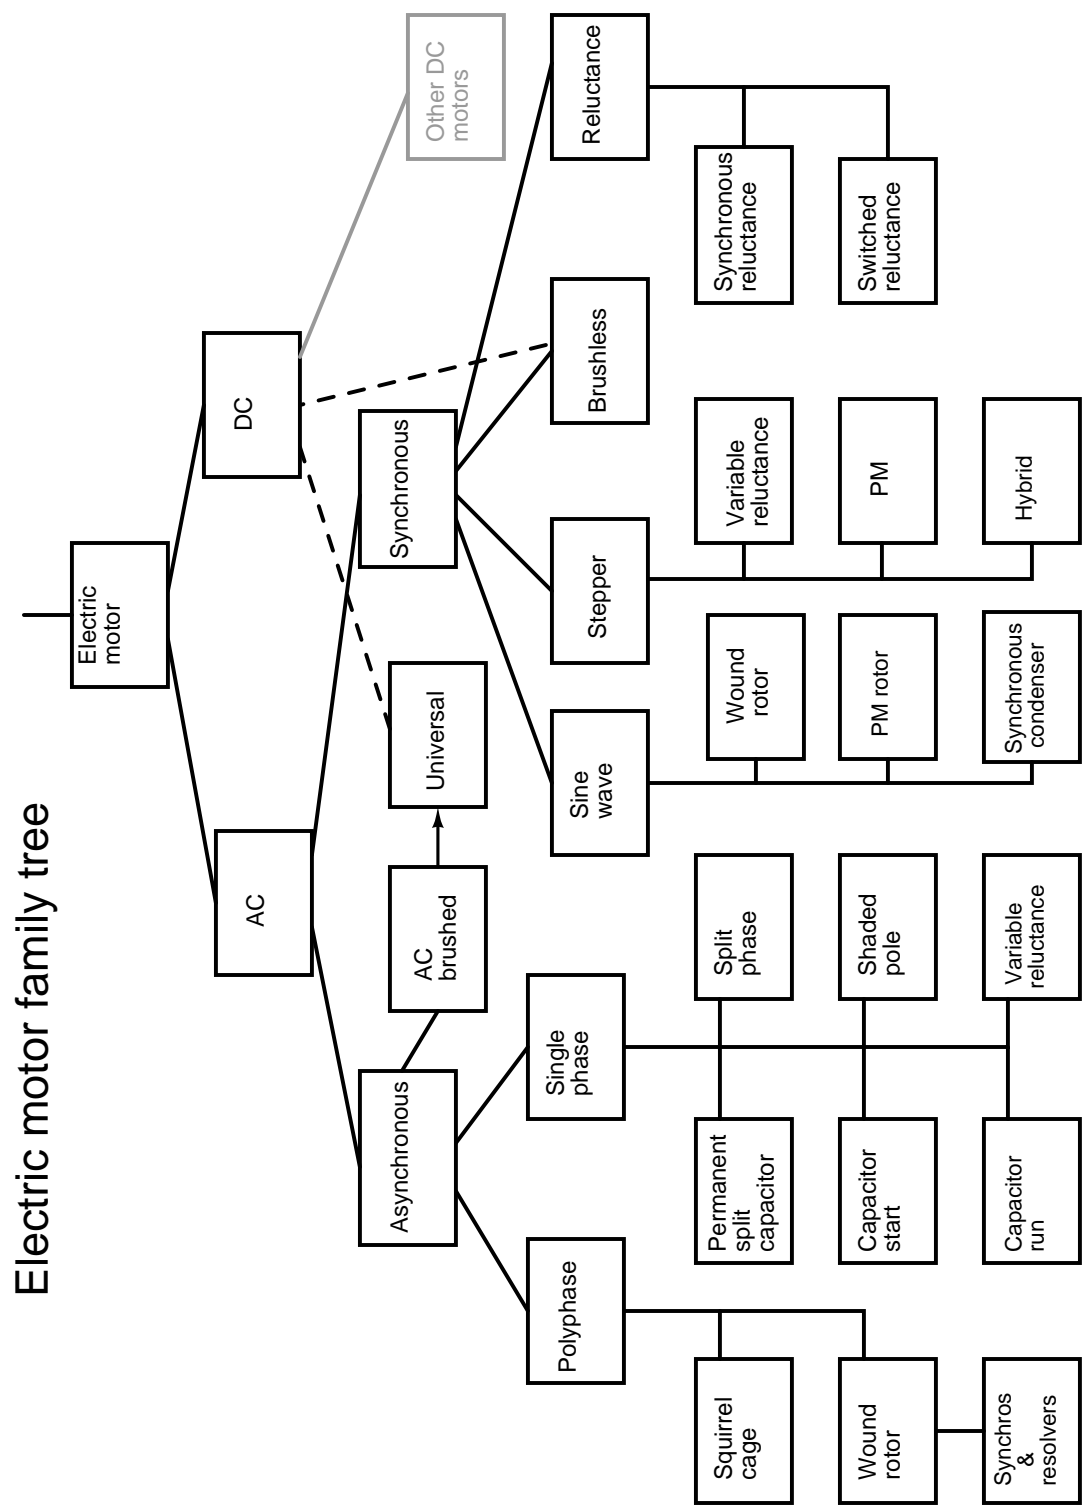 Electric motor family tree
Electric
motor
AC
DC
Asynchronous
AC
brushed
Universal
Synchronous
Other DC
motors
Polyphase
Single
phase
Sine
wave
Stepper
Brushless
Reluctance
Squirrel
cage
Permanent
split
capacitor
Split
phase
Wound
rotor
Variable
reluctance
Synchronous
reluctance
Wound
rotor
Capacitor
start
Shaded
pole
PM rotor
PM
Switched
reluctance
Synchros
&
resolvers
Capacitor
run
Variable
reluctance
Synchronous
condenser
Hybrid